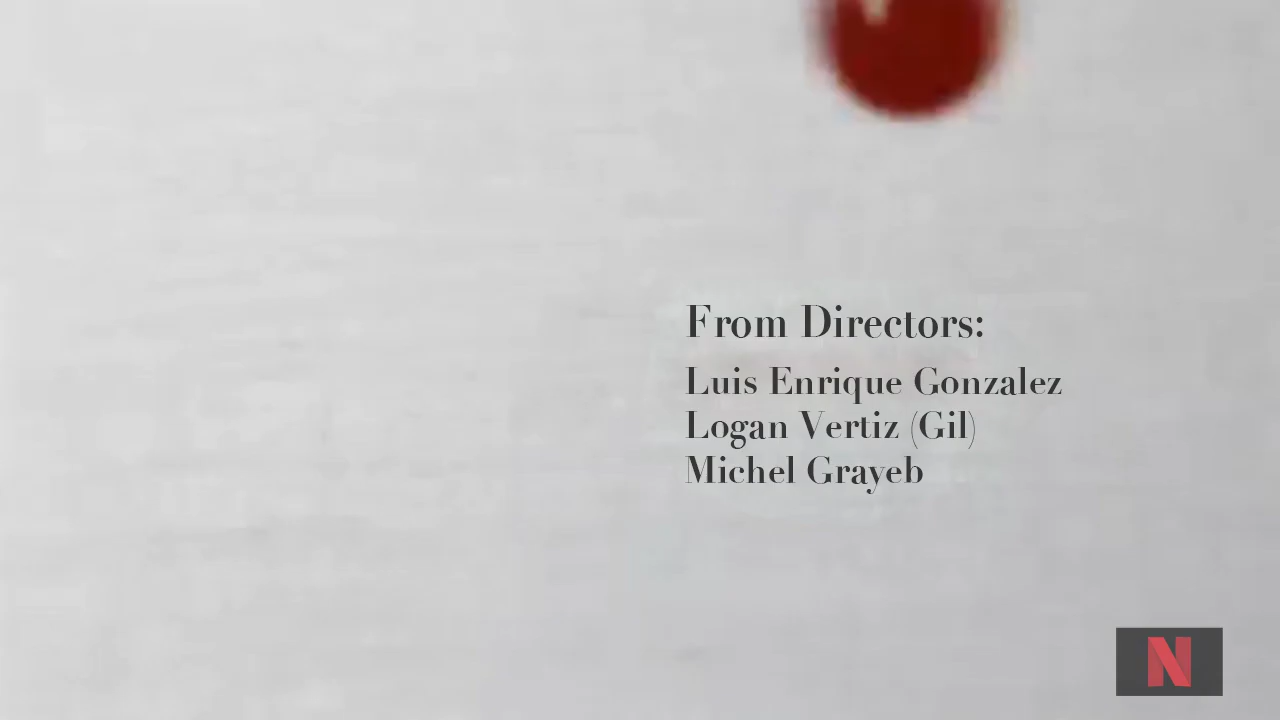 From Directors:
Luis Enrique Gonzalez
Logan Vertiz (Gil)
Michel Grayeb
N